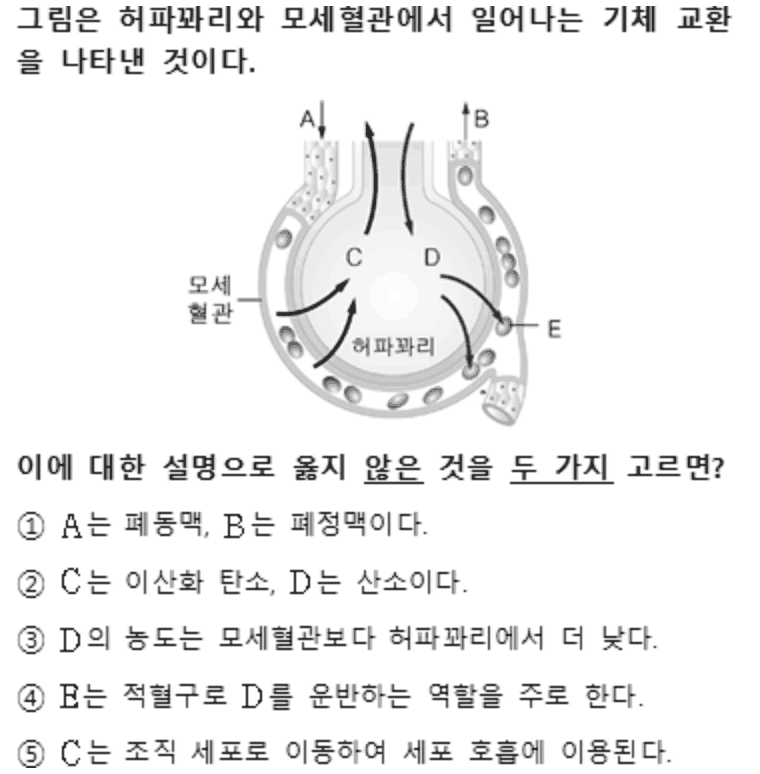 그림은 허파꽈리와 모세혈관에서 일어나는 기체 교환
을 나타낸 것이다.
A
B
C
D
모세
혈관
E
허파꽈리
이에 대한 설명으로 옳지 않은 것을 두 가지 고르면?
① A는 폐동맥, B는 폐정맥이다.
② C는 이산화 탄소, D는 산소이다.
③ D의 농도는 모세혈관보다 허파꽈리에서 더 낮다.
④ E는 적혈구로 D를 운반하는 역할을 주로 한다.
⑤ C는 조직 세포로 이동하여 세포 호흡에 이용된다.